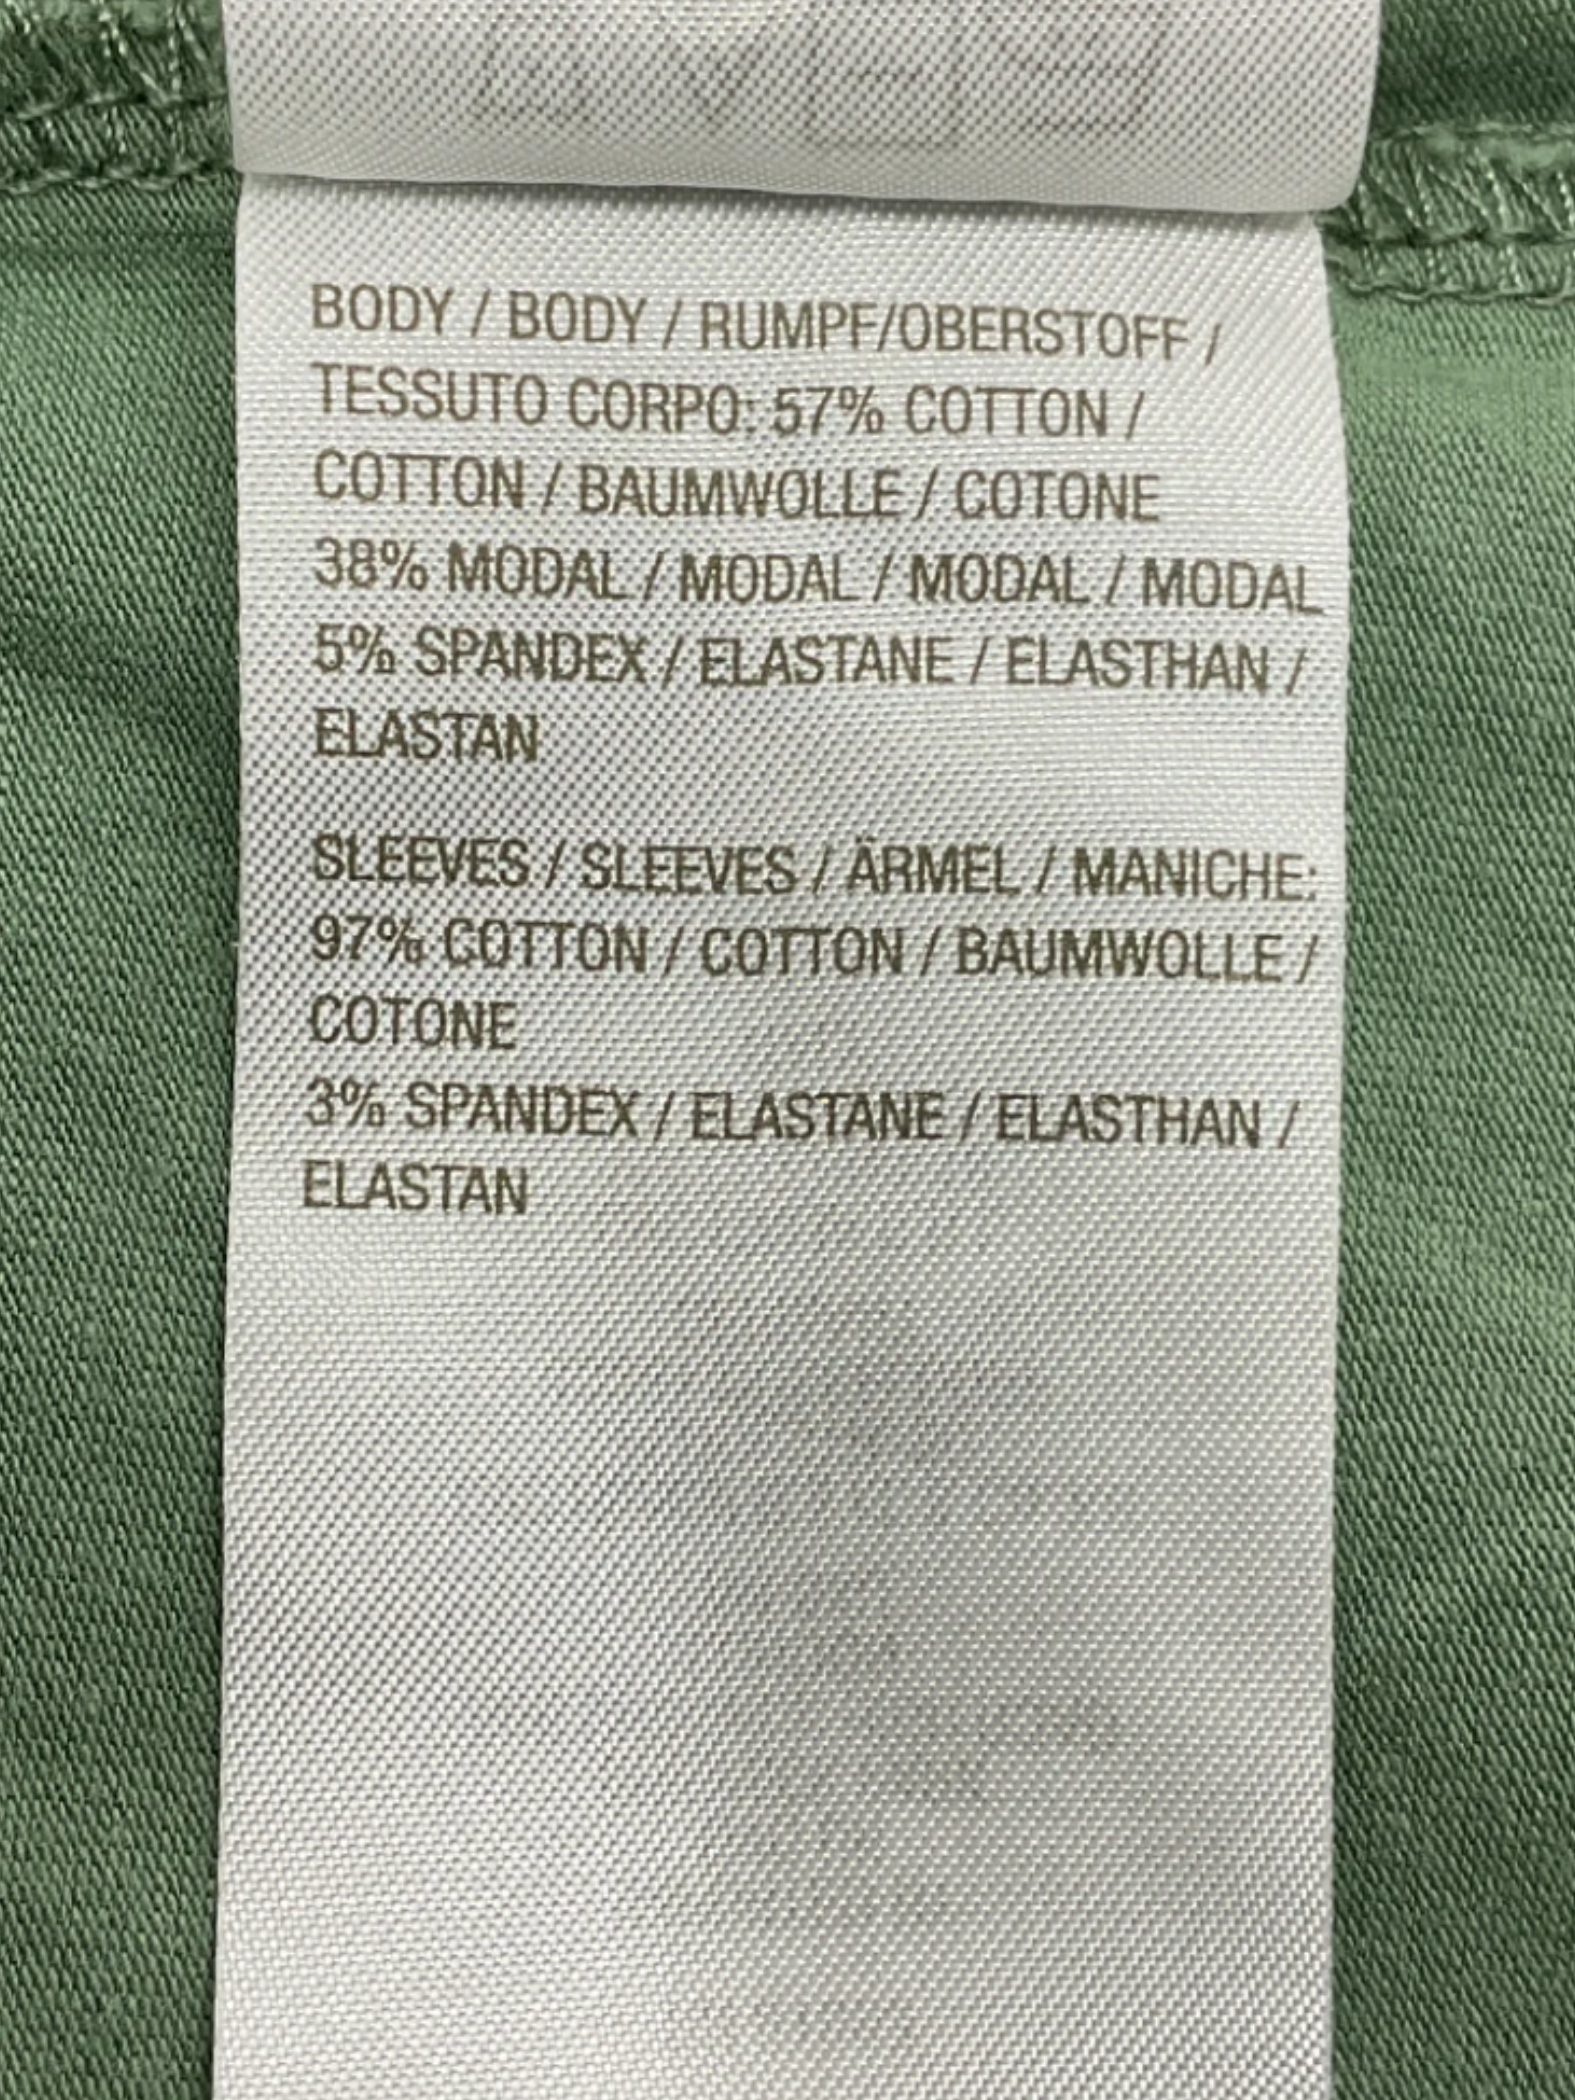 BODY / BODY / RUMPF/OBERSTOFF /
TESSUTO CORPO: 57% COTTON /
COTTON / BAUMWOLLE / COTONE
38% MODAL / MODAL / MODAL / MODAL
5% SPANDEX / ELASTANE / ELASTHAN /
ELASTAN
SLEEVES / SLEEVES / ÄRMEL / MANICHE:
97% COTTON / COTTON / BAUMWOLLE /
COTONE
3% SPANDEX / ELASTANE / ELASTHAN /
ELASTAN